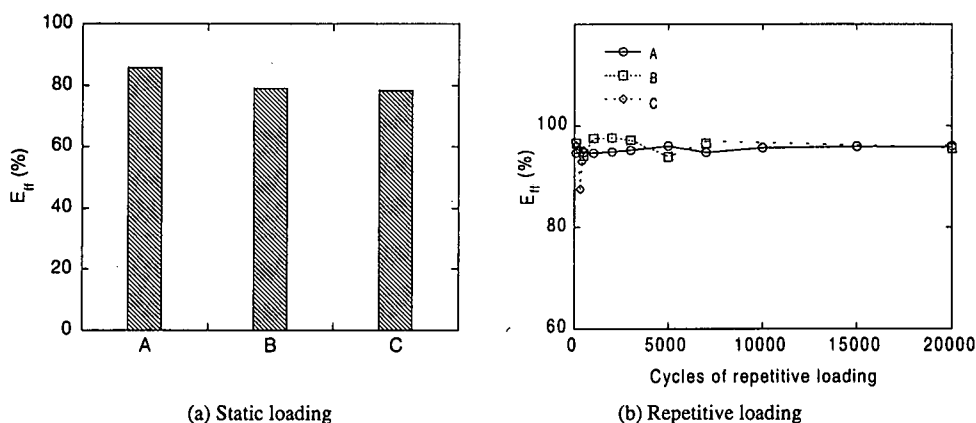 100
80
60
40
20
0
E_ff (%)
A
B
C
(a) Static loading
A
B
C
100
80
60
E_ff (%)
0
5000
10000
15000
20000
Cycles of repetitive loading
(b) Repetitive loading